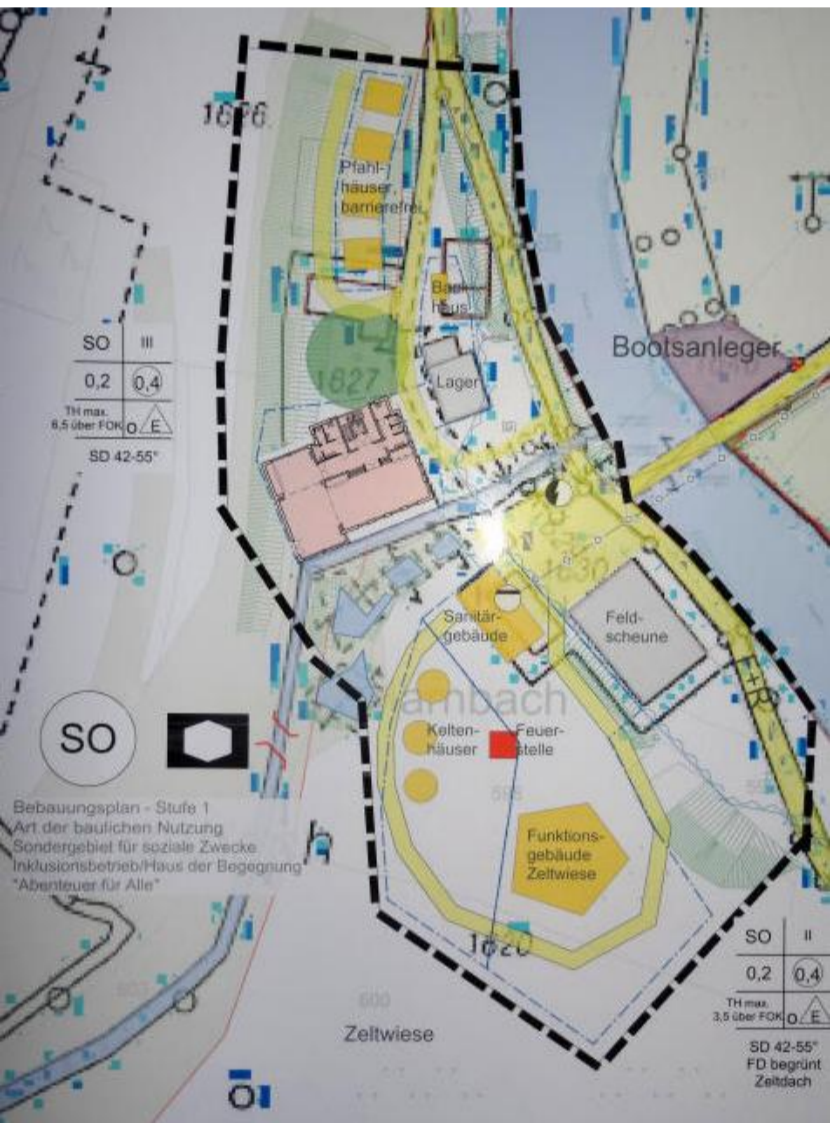 1626
Pfahl-
häuser,
barrierefrei
Back-
haus
Bootsanleger
SO III
0,2 0,4
TH max.
6,5 über FOK o E
SD 42-55°
1627
Lager
1630
Sanitär-
gebäude
Feld-
scheune
F+R
Kelten-
häuser
Feuer-
stelle
SO
595
Bebauungsplan - Stufe 1
Art der baulichen Nutzung
Sondergebiet für soziale Zwecke
Inklusionsbetrieb/Haus der Begegnung
"Abenteuer für Alle"
Funktions-
gebäude
Zeltwiese
1620
600
Zeltwiese
SO II
0,2 0,4
TH max.
3,5 über FOK o E
SD 42-55°
FD begrünt
Zeltdach